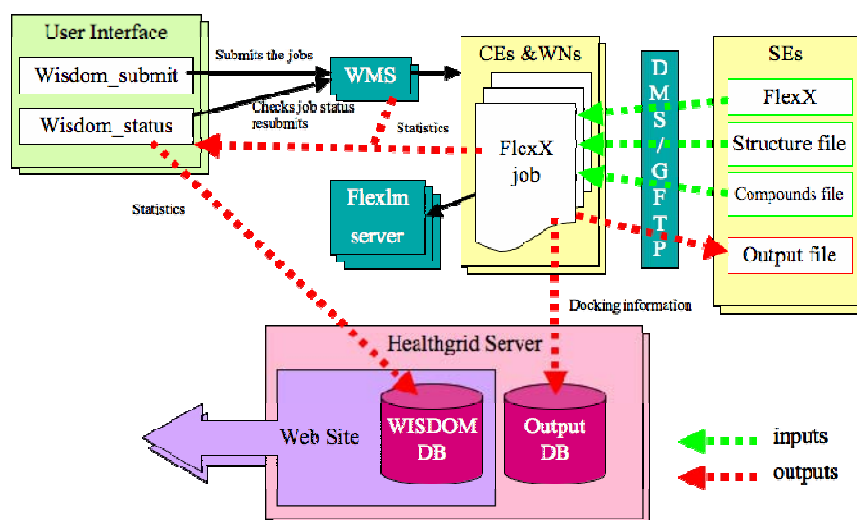 User Interface
Wisdom_submit
Wisdom_status
Submits the jobs
Checks job status
resubmits
WMS
Statistics
Statistics
Flexlm
server
CEs &WNs
FlexX
job
D
M
S
/
G
F
T
P
SEs
FlexX
Structure file
Compounds file
Output file
Docking information
Healthgrid Server
Web Site
WISDOM
DB
Output
DB
inputs
outputs